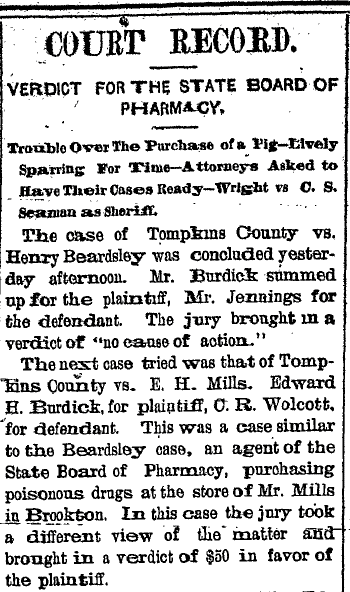 COURT RECORD.
VERDICT FOR THE STATE BOARD OF
PHARMACY.
Trouble Over The Purchase of a Pig—Lively
Sparring For Time—Attorneys Asked to
Have Their Cases Ready—Wright vs C. S.
Seaman as Sheriff.
The case of Tompkins County vs.
Henry Beardsley was concluded yester-
day afternoon. Mr. Burdick summed
up for the plaintiff, Mr. Jennings for
the defendant. The jury brought in a
verdict of "no cause of action."
The next case tried was that of Tomp-
kins County vs. E. H. Mills. Edward
H. Burdick, for plaintiff, C. R. Wolcott,
for defendant. This was a case similar
to the Beardsley case, an agent of the
State Board of Pharmacy, purchasing
poisonous drugs at the store of Mr. Mills
in Brookton. In this case the jury took
a different view of the matter and
brought in a verdict of $50 in favor of
the plaintiff.